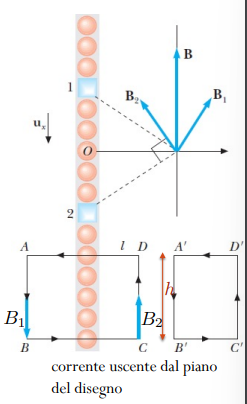 B
1
B₂
B₁
uₓ
O
2
A
l
D
A'
D'
h
B₁
B₂
B
C
B'
C'
corrente uscente dal piano
del disegno